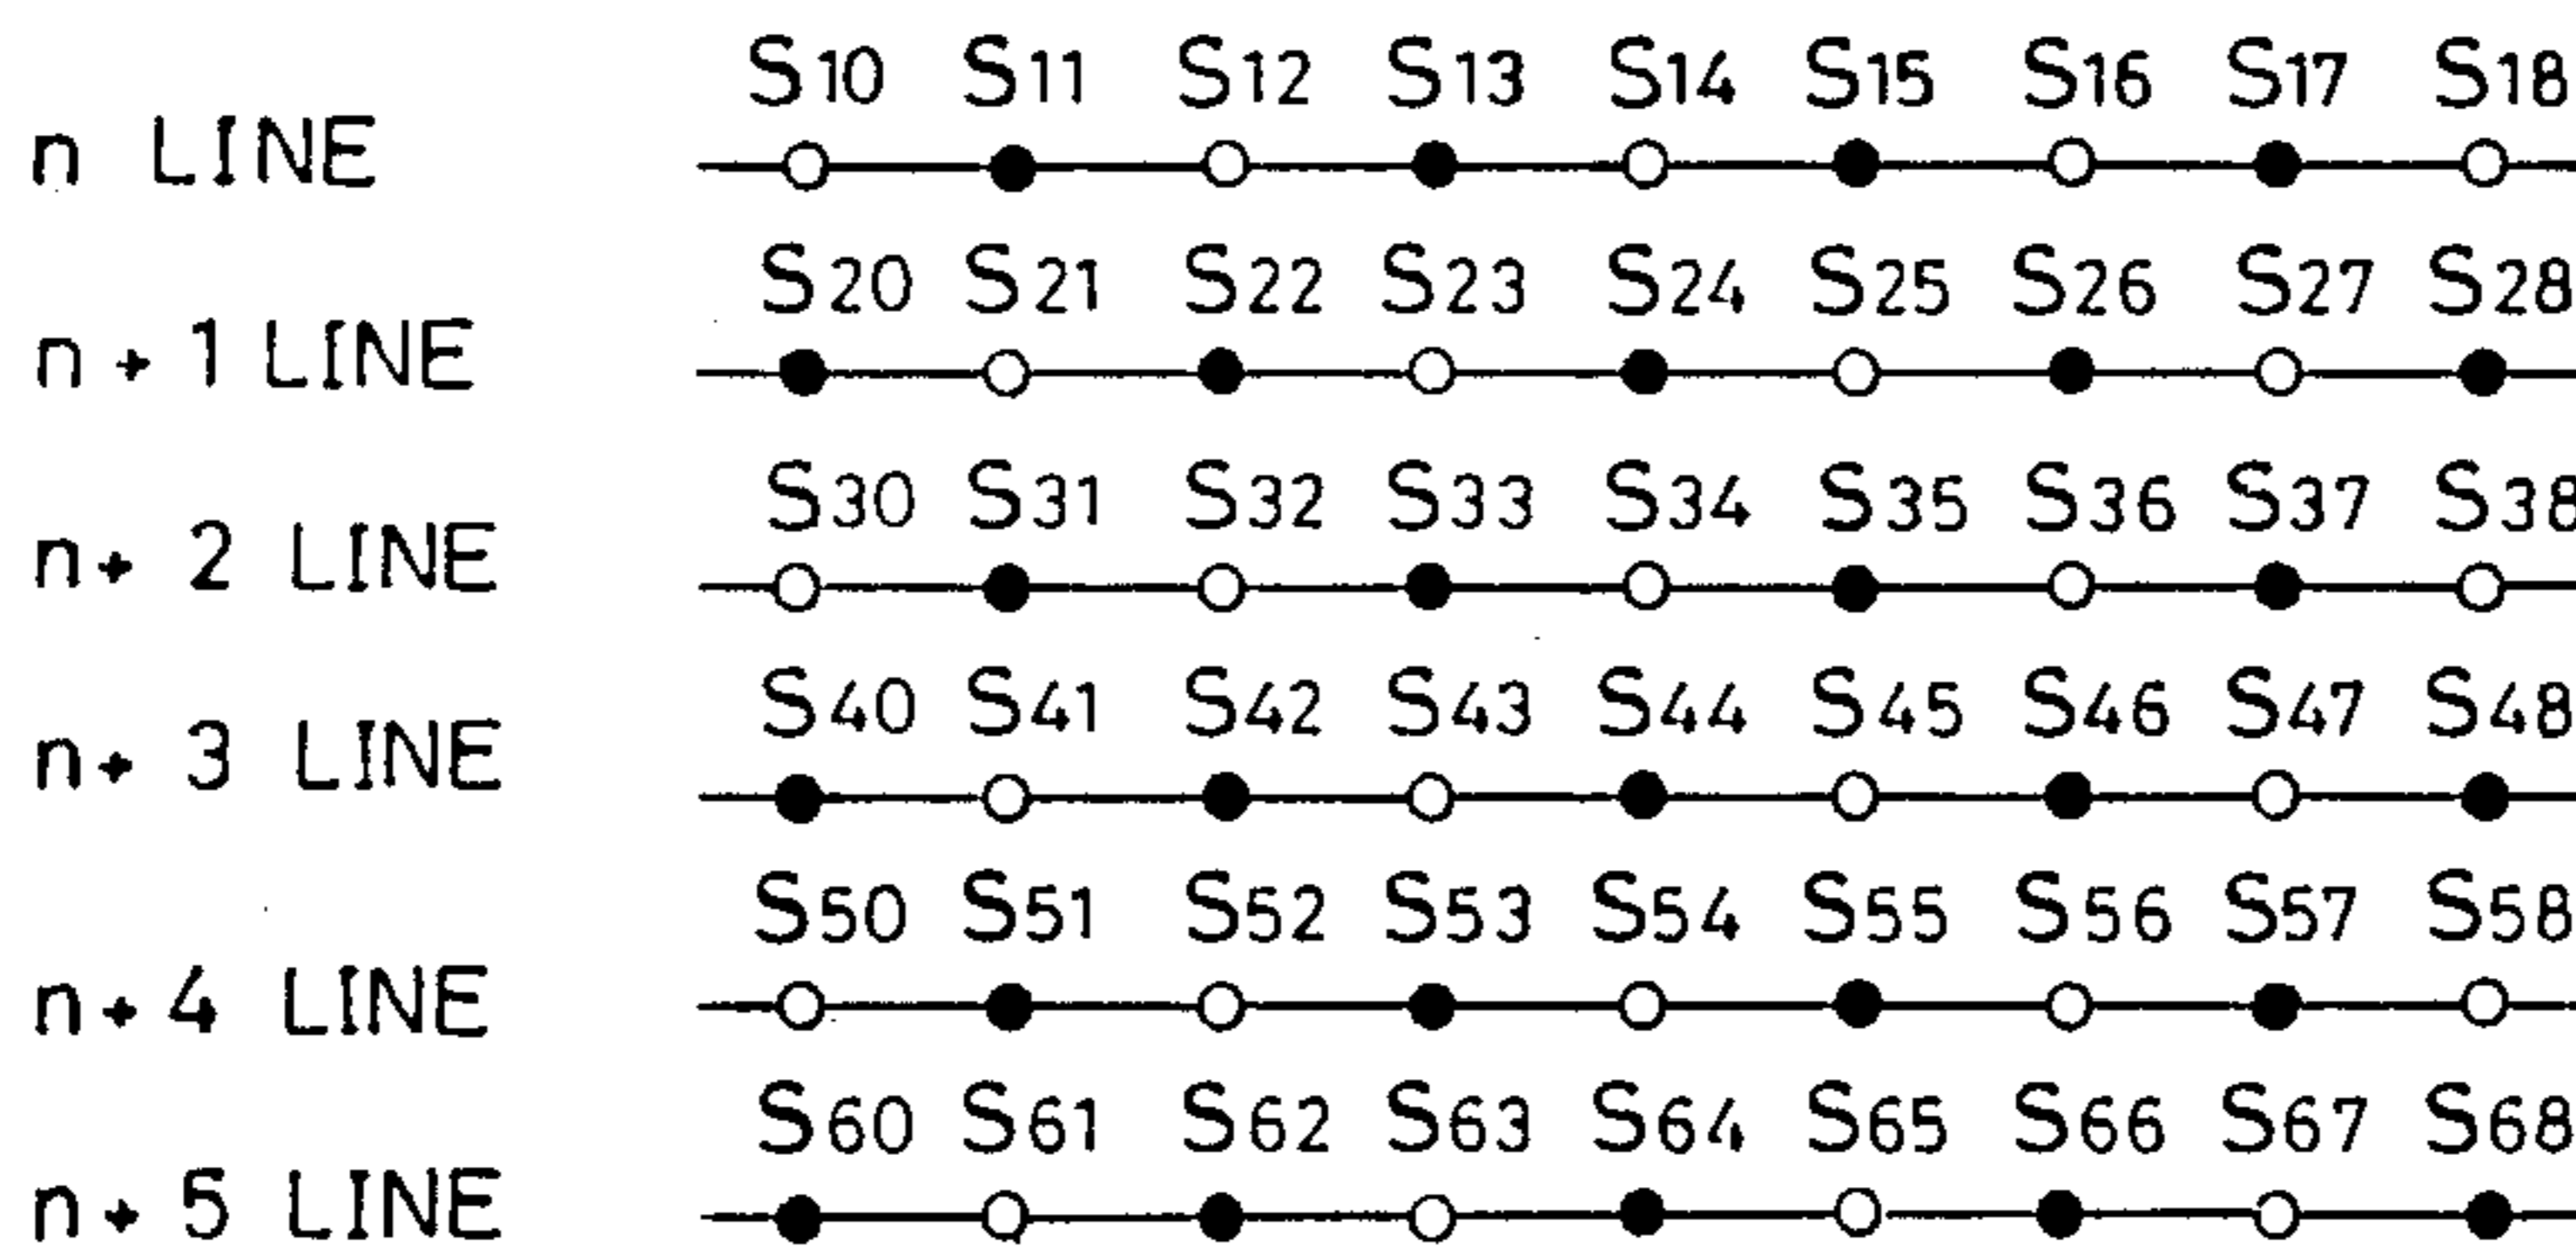 S10 S11 S12 S13 S14 S15 S16 S17 S18
n LINE
S20 S21 S22 S23 S24 S25 S26 S27 S28
n + 1 LINE
S30 S31 S32 S33 S34 S35 S36 S37 S38
n + 2 LINE
S40 S41 S42 S43 S44 S45 S46 S47 S48
n + 3 LINE
S50 S51 S52 S53 S54 S55 S56 S57 S58
n + 4 LINE
S60 S61 S62 S63 S64 S65 S66 S67 S68
n + 5 LINE